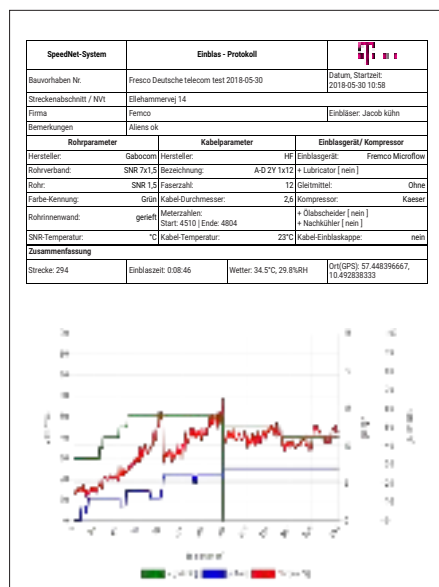 SpeedNet-System Einblas - Protokoll
Bauvorhaben Nr. Fresco Deutsche telecom test 2018-05-30 Datum, Startzeit:
2018-05-30 10:58
Streckenabschnitt / NVt Ellehammervej 14
Firma Femco Einbläser: Jacob kühn
Bemerkungen Aliens ok
Rohrparameter Kabelparameter Einblasgerät/ Kompressor
Hersteller: Gabocom Hersteller: HF Einblasgerät: Fremco Microflow
Rohrverband: SNR 7x1,5 Bezeichnung: A-D 2Y 1x12 + Lubricator [ nein ]
Rohr: SNR 1,5 Faserzahl: 12 Gleitmittel: Ohne
Farbe-Kennung: Grün Kabel-Durchmesser: 2,6 Kompressor: Kaeser
Rohrinnenwand: gerieft Meterzahlen:
Start: 4510 | Ende: 4804 + Ölabscheider [ nein ]
+ Nachkühler [ nein ]
SNR-Temperatur: °C Kabel-Temperatur: 23°C Kabel-Einblaskappe: nein
Zusammenfassung
Strecke: 294 Einblaszeit: 0:08:46 Wetter: 34.5°C, 29.8%RH Ort(GPS): 57.448396667,
10.492838333